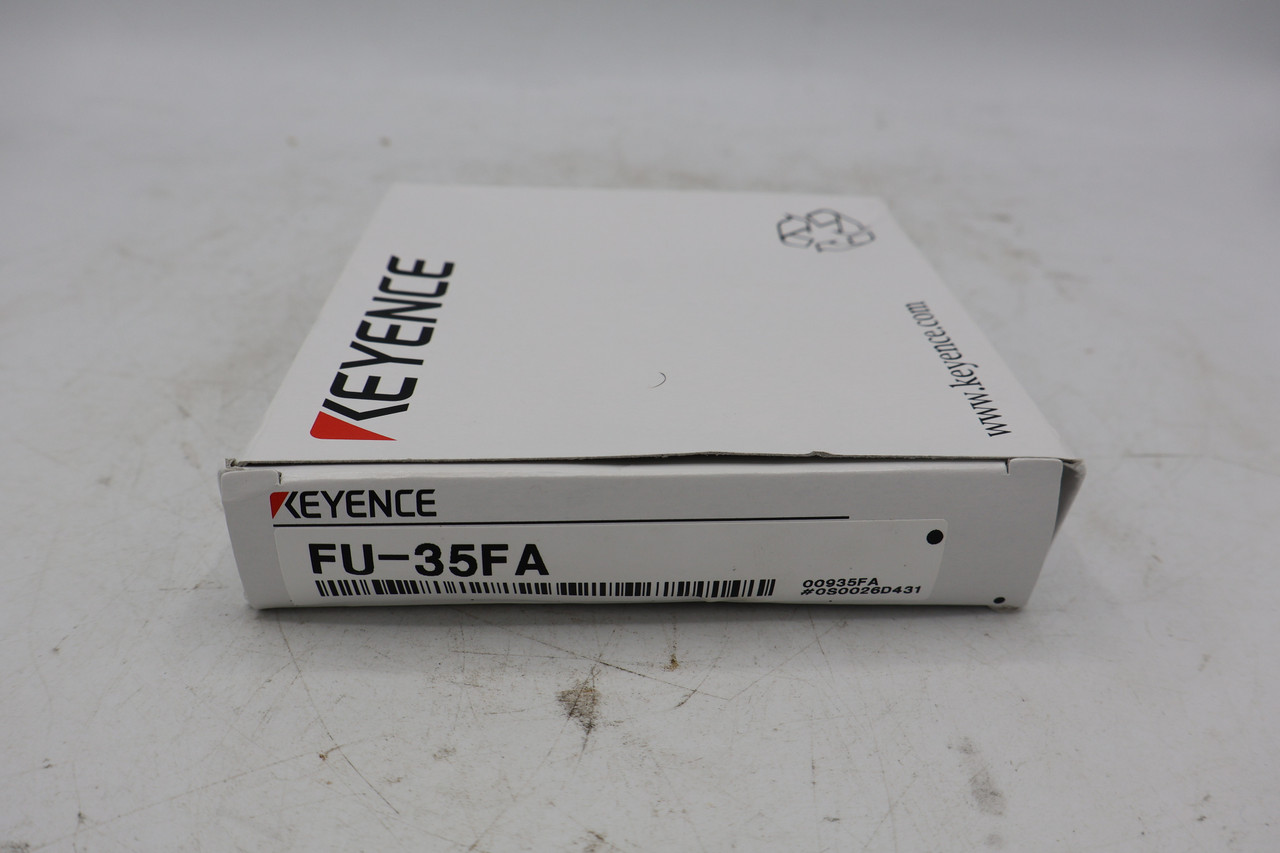 KEYENCE
www.keyence.com
KEYENCE
FU-35FA
00935FA
#0S0026D431